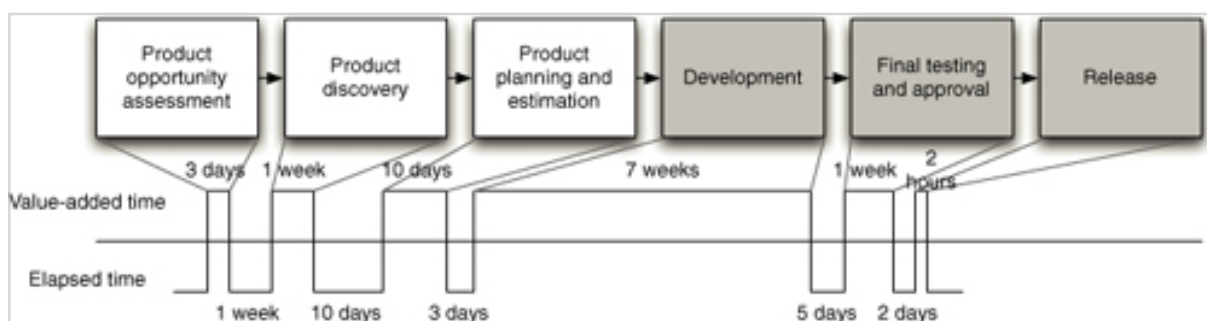 Product
opportunity
assessment
Product
discovery
Product
planning and
estimation
Development
Final testing
and approval
Release
3 days
1 week
10 days
7 weeks
1 week
2
hours
Value-added time
Elapsed time
1 week
10 days
3 days
5 days
2 days